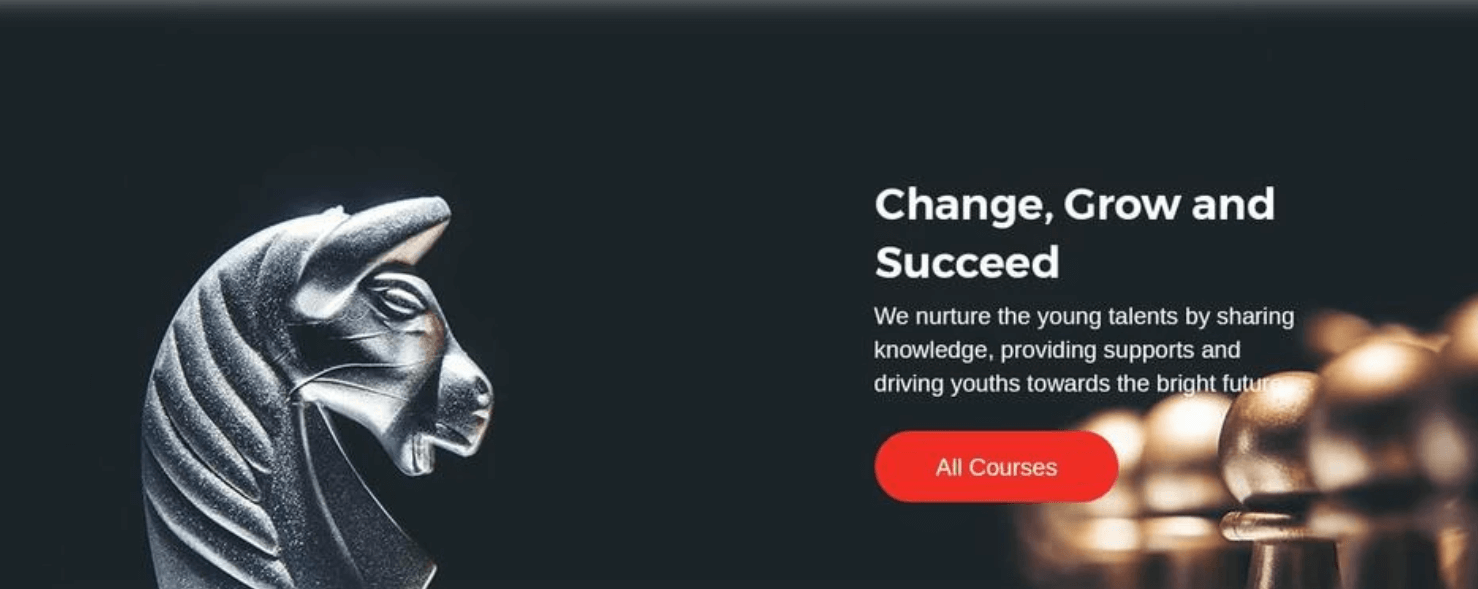 Change, Grow and
Succeed
We nurture the young talents by sharing
knowledge, providing supports and
driving youths towards the bright future
All Courses